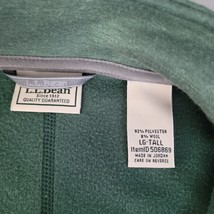 L.L.Bean
L.L.Bean
Since 1912
QUALITY GUARANTEED
92% POLYESTER
8% WOOL
LG-TALL
ItemID 506869
MADE IN JORDAN
CARE ON REVERSE